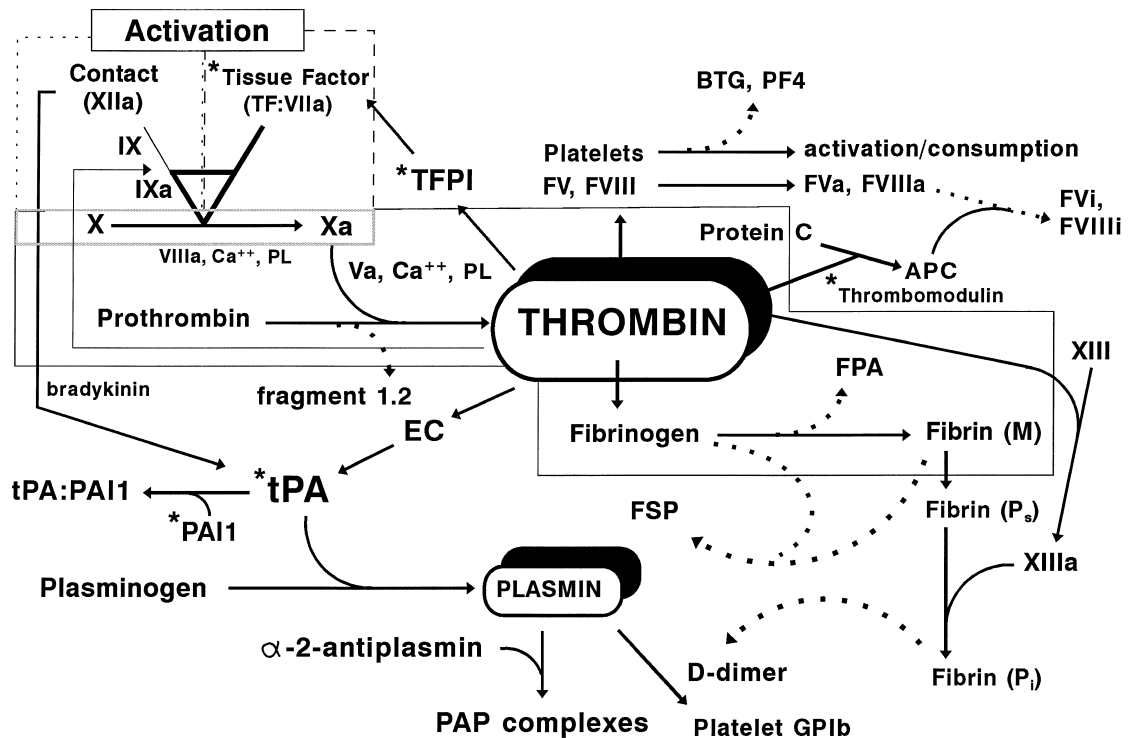 Activation
Contact
(XIIa)
*Tissue Factor
(TF:VIIa)
IX
IXa
X
Xa
VIIIa, Ca++, PL
*TFPI
BTG, PF4
Platelets
activation/consumption
FV, FVIII
FVa, FVIIIa
FVi,
FVIIIi
Protein C
APC
*Thrombomodulin
Va, Ca++, PL
Prothrombin
THROMBIN
fragment 1.2
bradykinin
EC
FPA
XIII
Fibrinogen
Fibrin (M)
tPA:PAI1
*tPA
*PAI1
FSP
Fibrin (Ps)
XIIIa
Plasminogen
PLASMIN
α-2-antiplasmin
D-dimer
Fibrin (Pi)
PAP complexes
Platelet GPIb